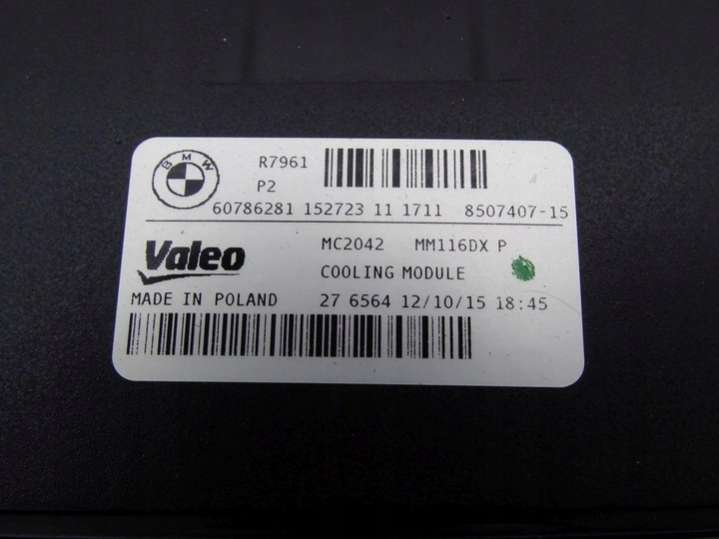 BMW
R7961
P2
60786281 152723 11 1711 8507407-15
Valeo
MC2042 MM116DX P
COOLING MODULE
MADE IN POLAND 27 6564 12/10/15 18:45